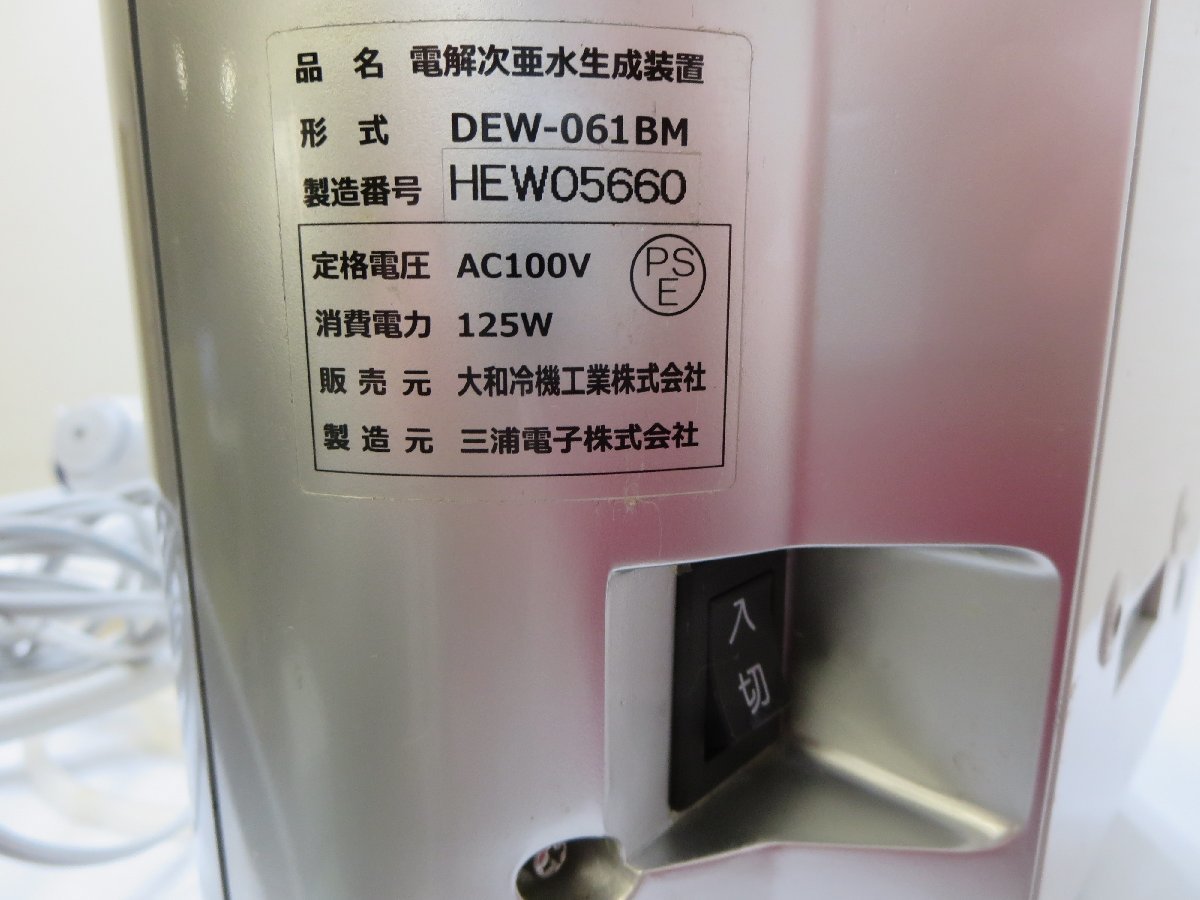 品名 電解次亜水生成装置
形式 DEW-061BM
製造番号 HEW05660
定格電圧 AC100V
PSE
消費電力 125W
販売元 大和冷機工業株式会社
製造元 三浦電子株式会社
入
切